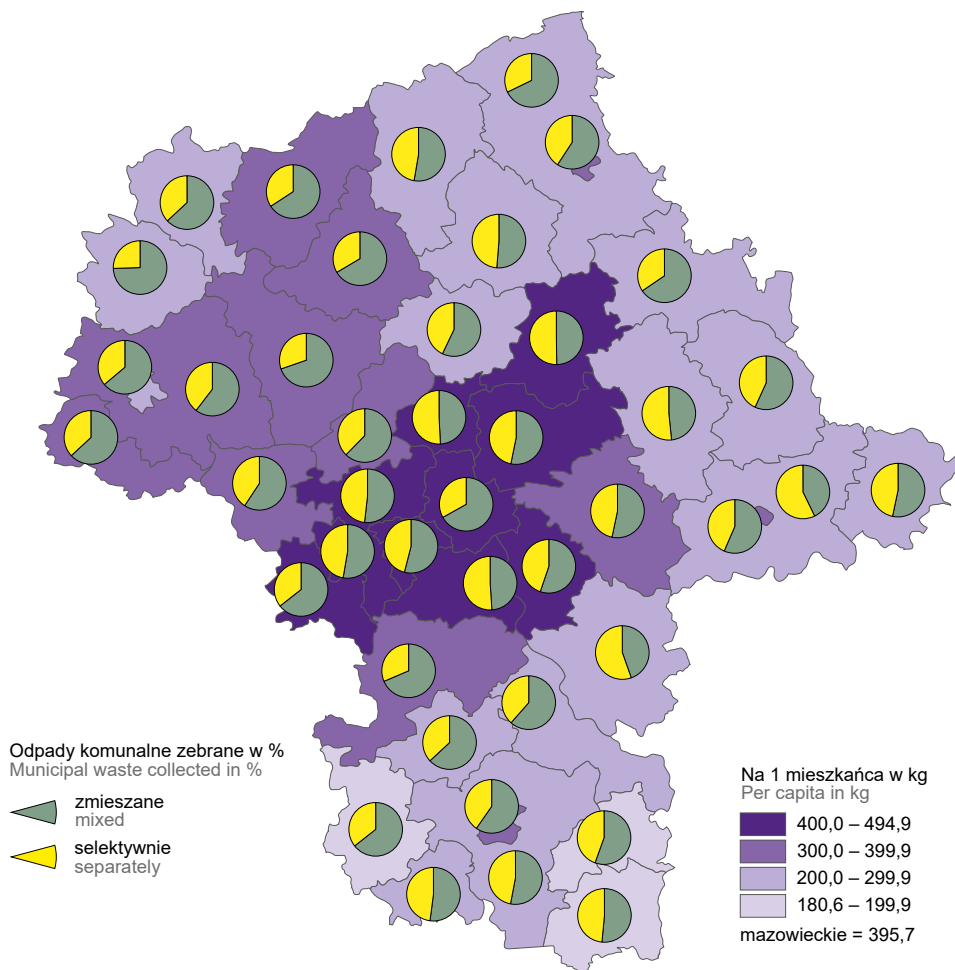 Odpady komunalne zebrane w %
Municipal waste collected in %
zmieszane
mixed
selektywnie
separately
Na 1 mieszkańca w kg
Per capita in kg
400,0 – 494,9
300,0 – 399,9
200,0 – 299,9
180,6 – 199,9
mazowieckie = 395,7